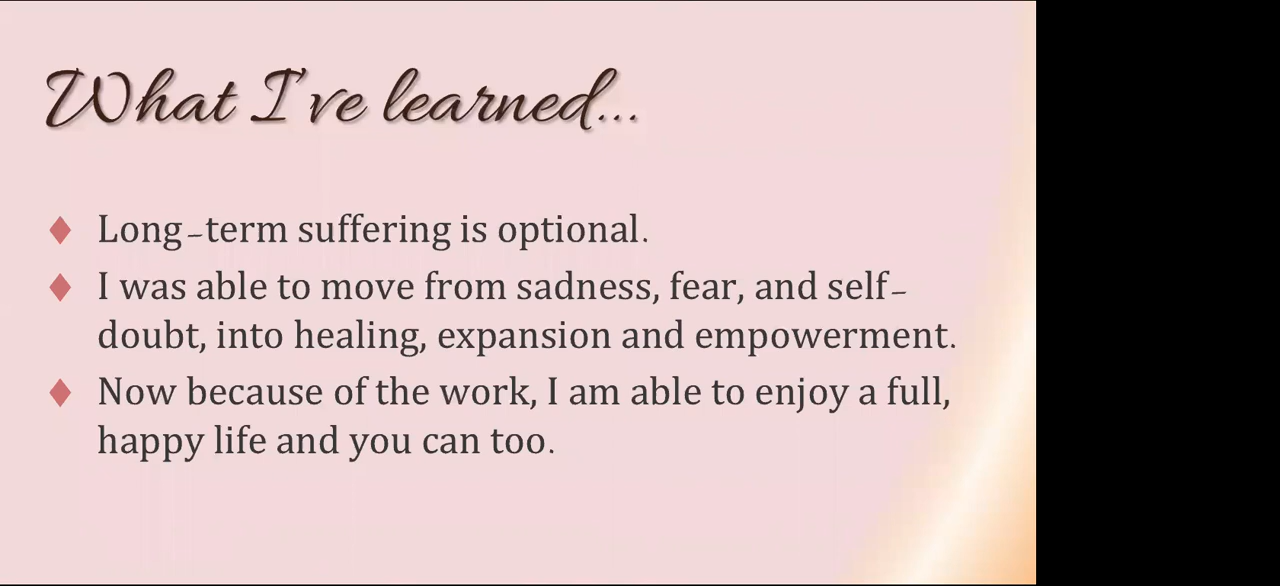 What I've learned...
Long-term suffering is optional.
I was able to move from sadness, fear, and self-
doubt, into healing, expansion and empowerment.
Now because of the work, I am able to enjoy a full,
happy life and you can too.